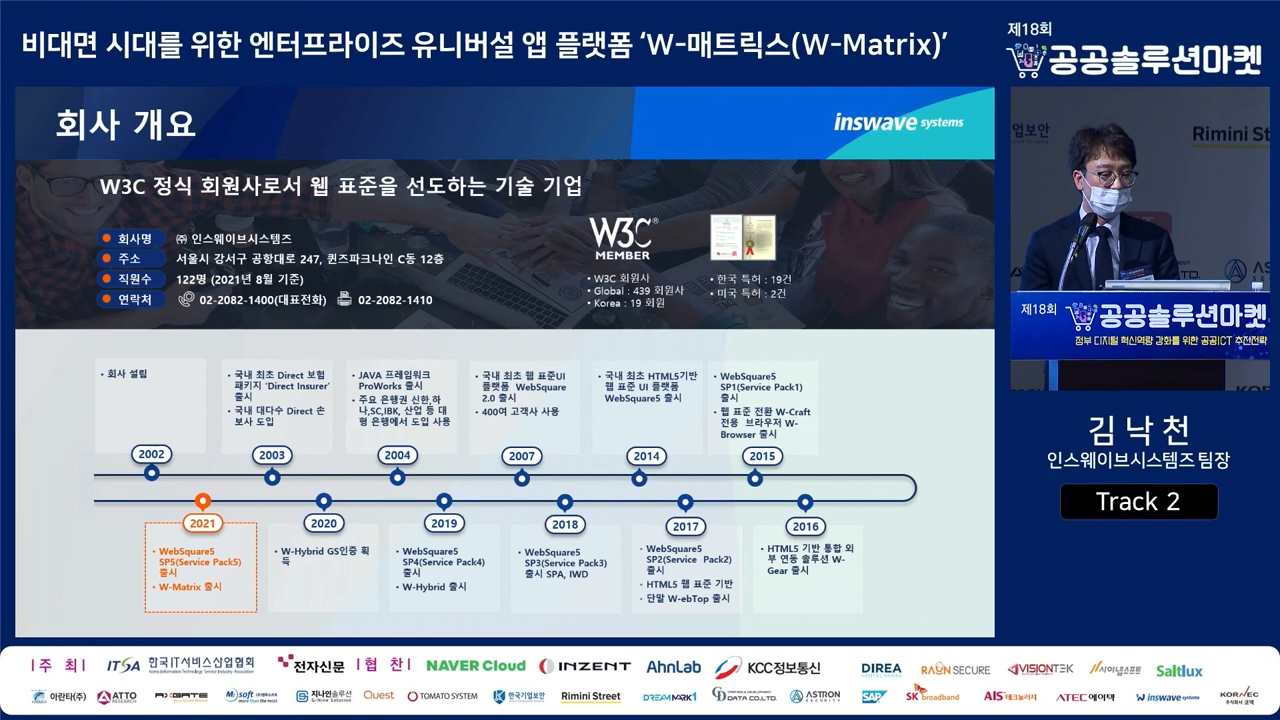 비대면 시대를 위한 엔터프라이즈 유니버설 앱 플랫폼 ‘W-매트릭스(W-Matrix)’
제18회
공공솔루션마켓
회사 개요
inswave systems
W3C 정식 회원사로서 웹 표준을 선도하는 기술 기업
회사명 ㈜ 인스웨이브시스템즈
주소 서울시 강서구 공항대로 247, 퀸즈파크나인 C동 12층
직원수 122명 (2021년 8월 기준)
연락처 02-2082-1400(대표전화) 02-2082-1410
W3C®
MEMBER
• W3C 회원사
• Global : 439 회원사
• Korea : 19 회원
• 한국 특허 : 19건
• 미국 특허 : 2건
• 회사 설립
2002
• 국내 최초 Direct 보험
패키지 ‘Direct Insurer’
출시
• 국내 대다수 Direct 손
보사 도입
2003
• JAVA 프레임워크
ProWorks 출시
• 주요 은행권 신한,하
나,SC,IBK, 산업 등 대
형 은행에서 도입 사용
2004
• 국내 최초 웹 표준UI
플랫폼 WebSquare
2.0 출시
• 400여 고객사 사용
2007
• 국내 최초 HTML5기반
웹 표준 UI 플랫폼
WebSquare5 출시
2014
• WebSquare5
SP1(Service Pack1)
출시
• 웹 표준 전환 W-Craft
전용 브라우저 W-
Browser 출시
2015
2021
• WebSquare5
SP5(Service Pack5)
출시
• W-Matrix 출시
2020
• W-Hybrid GS인증 획
득
2019
• WebSquare5
SP4(Service Pack4)
출시
• W-Hybrid 출시
2018
• WebSquare5
SP3(Service Pack3)
출시 SPA, IWD
2017
• WebSquare5
SP2(Service Pack2)
출시
• HTML5 웹 표준 기반
• 단말 W-ebTop 출시
2016
• HTML5 기반 통합 외
부 연동 솔루션 W-
Gear 출시
업보안
Rimini St
제18회 공공솔루션마켓
정부 디지털 혁신역량 강화를 위한 공공ICT 추진전략
김낙천
인스웨이브시스템즈 팀장
Track 2
|주 최| ITSA 한국IT서비스산업협회 전자신문 |협 찬| NAVER Cloud INZENT AhnLab KCC정보통신 DIREA RAON SECURE VISIONTEK 사이냅소프트 Saltlux
아란타(주) ATTO RESEARCH AXGATE M;soft 지나인솔루션 G-Nine Solution Quest TOMATO SYSTEM 한국기업보안 Rimini Street DREAMMARK1 DATA CO.,LTD. ASTRON SECURITY SAP SK broadband AIS 테크놀러지 ATEC 에이텍 inswave systems KORNEC 주식회사 코넥